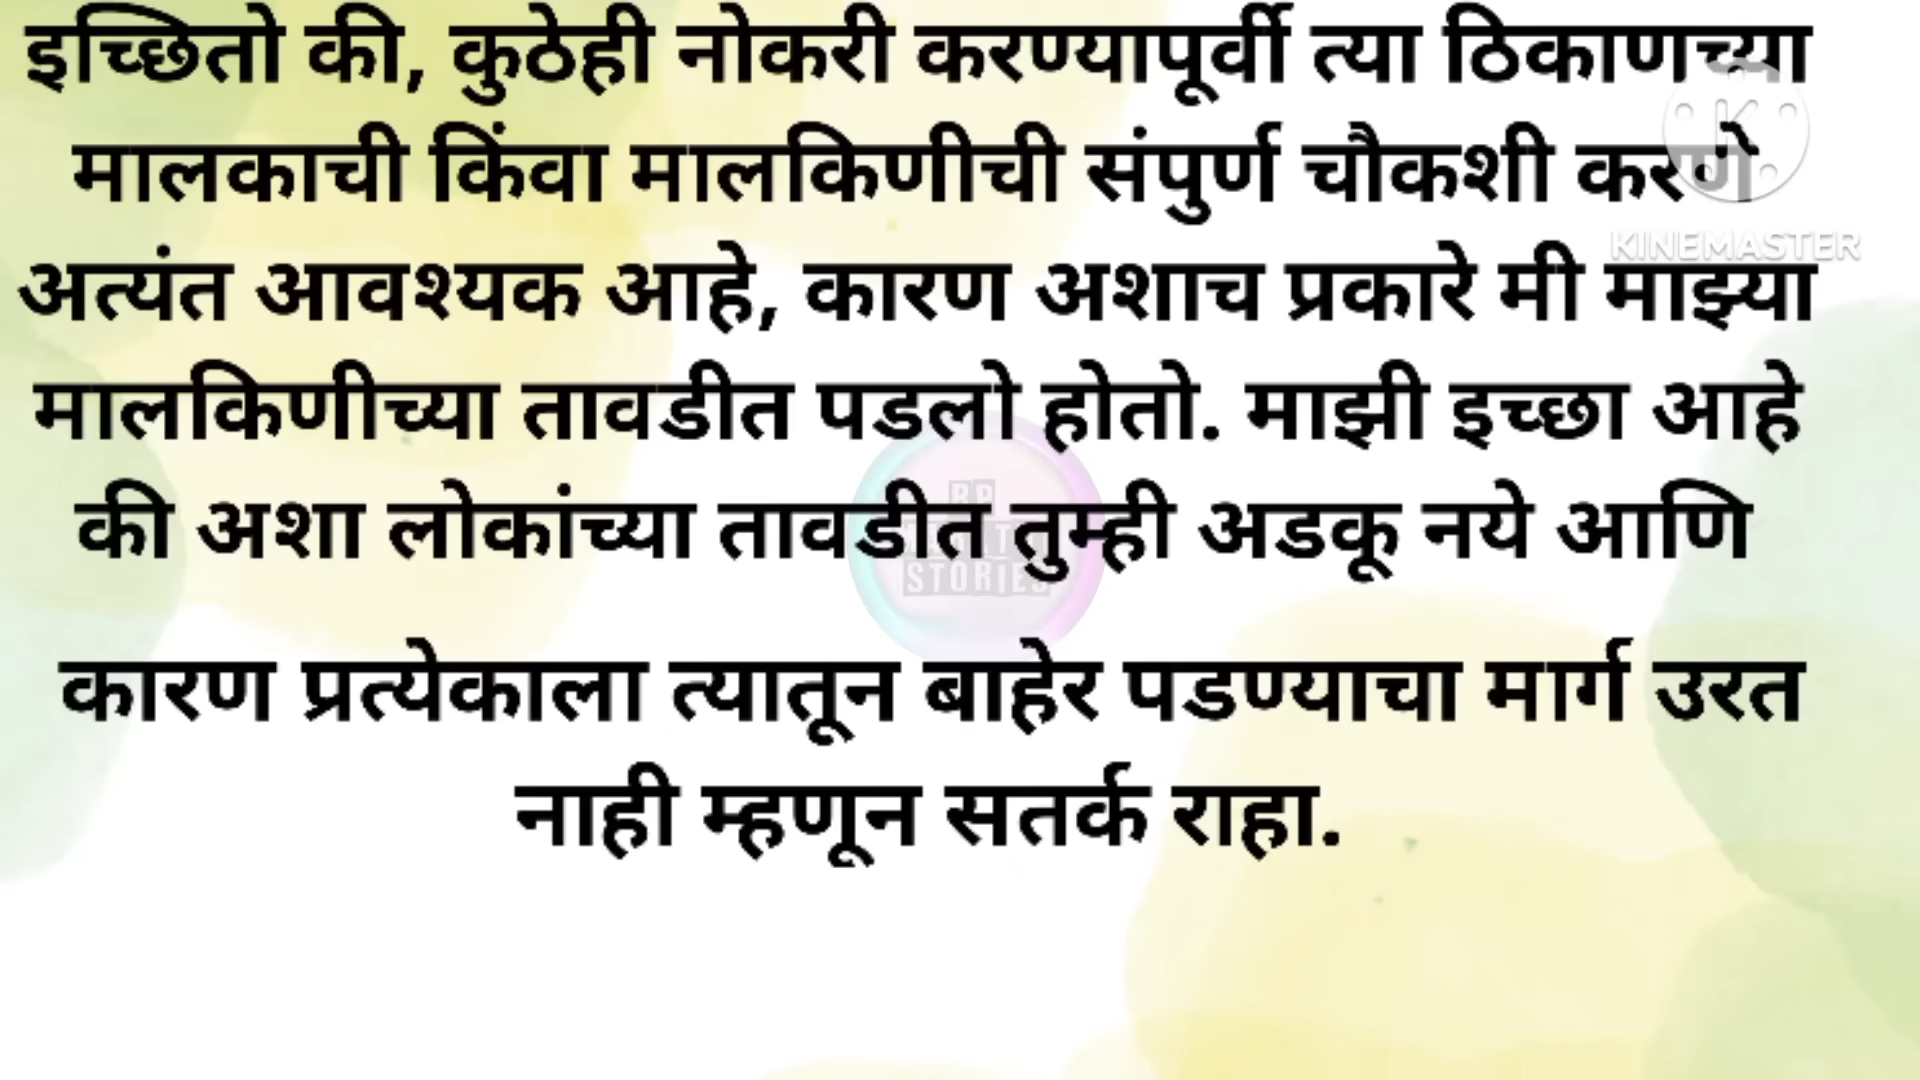 इच्छितो की, कुठेही नोकरी करण्यापूर्वी त्या ठिकाणच्या
मालकाची किंवा मालकिणीची संपुर्ण चौकशी करणे
KINEMASTER
अत्यंत आवश्यक आहे, कारण अशाच प्रकारे मी माझ्या
मालकिणीच्या तावडीत पडलो होतो. माझी इच्छा आहे
की अशा लोकांच्या तावडीत तुम्ही अडकू नये आणि
STORIES
कारण प्रत्येकाला त्यातून बाहेर पडण्याचा मार्ग उरत
नाही म्हणून सतर्क राहा.